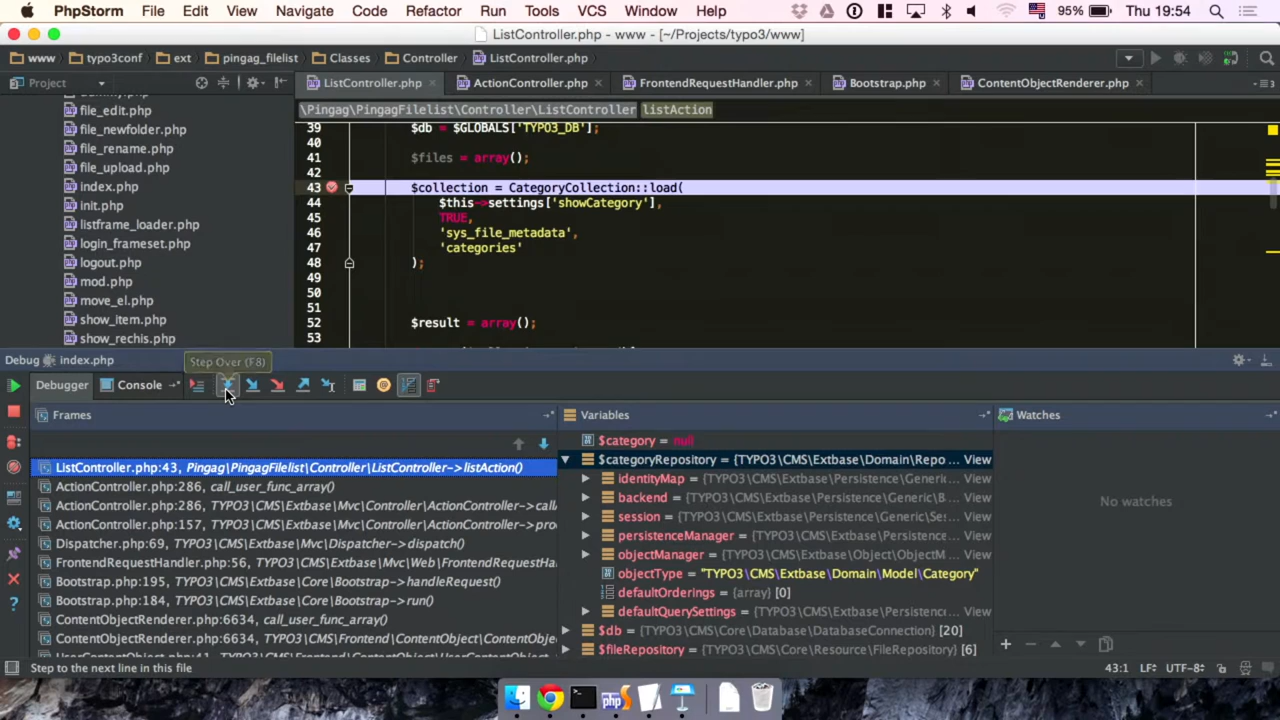 PhpStorm File Edit View Navigate Code Refactor Run Tools VCS Window Help 95% Thu 19:54
ListController.php - www - [~/Projects/typo3/www]
www typo3conf ext pingag_filelist Classes Controller ListController.php
Project ListController.php ActionController.php FrontendRequestHandler.php Bootstrap.php ContentObjectRenderer.php
\Pingag\PingagFilelist\Controller\ListController listAction
file_edit.php
file_newfolder.php
file_rename.php
file_upload.php
index.php
init.php
listframe_loader.php
login_frameset.php
logout.php
mod.php
move_el.php
show_item.php
show_rechis.php
39 $db = $GLOBALS['TYPO3_DB'];
40
41 $files = array();
42
43 $collection = CategoryCollection::load(
44 $this->settings['showCategory'],
45 TRUE,
46 'sys_file_metadata',
47 'categories'
48 );
49
50
51
52 $result = array();
53
Debug index.php
Step Over (F8)
Debugger Console
Frames
ListController.php:43, Pingag\PingagFilelist\Controller\ListController->listAction()
ActionController.php:286, call_user_func_array()
ActionController.php:286, TYPO3\CMS\Extbase\Mvc\Controller\ActionController->call
ActionController.php:157, TYPO3\CMS\Extbase\Mvc\Controller\ActionController->pro
Dispatcher.php:69, TYPO3\CMS\Extbase\Mvc\Dispatcher->dispatch()
FrontendRequestHandler.php:56, TYPO3\CMS\Extbase\Mvc\Web\FrontendRequestHa
Bootstrap.php:195, TYPO3\CMS\Extbase\Core\Bootstrap->handleRequest()
Bootstrap.php:184, TYPO3\CMS\Extbase\Core\Bootstrap->run()
ContentObjectRenderer.php:6634, call_user_func_array()
ContentObjectRenderer.php:6634, TYPO3\CMS\Frontend\ContentObject\ContentObje
Variables
$category = null
$categoryRepository = {TYPO3\CMS\Extbase\Domain\Repo ... View
identityMap = {TYPO3\CMS\Extbase\Persistence\Generic ... View
backend = {TYPO3\CMS\Extbase\Persistence\Generic\B ... View
session = {TYPO3\CMS\Extbase\Persistence\Generic\Se ... View
persistenceManager = {TYPO3\CMS\Extbase\Persistenc ... View
objectManager = {TYPO3\CMS\Extbase\Object\ObjectM ... View
objectType = "TYPO3\CMS\Extbase\Domain\Model\Category"
defaultOrderings = {array} [0]
defaultQuerySettings = {TYPO3\CMS\Extbase\Persistenc ... View
$db = {TYPO3\CMS\Core\Database\DatabaseConnection} [20]
$fileRepository = {TYPO3\CMS\Core\Resource\FileRepository} [6]
Watches
No watches
Step to the next line in this file 43:1 LF÷ UTF-8÷
php